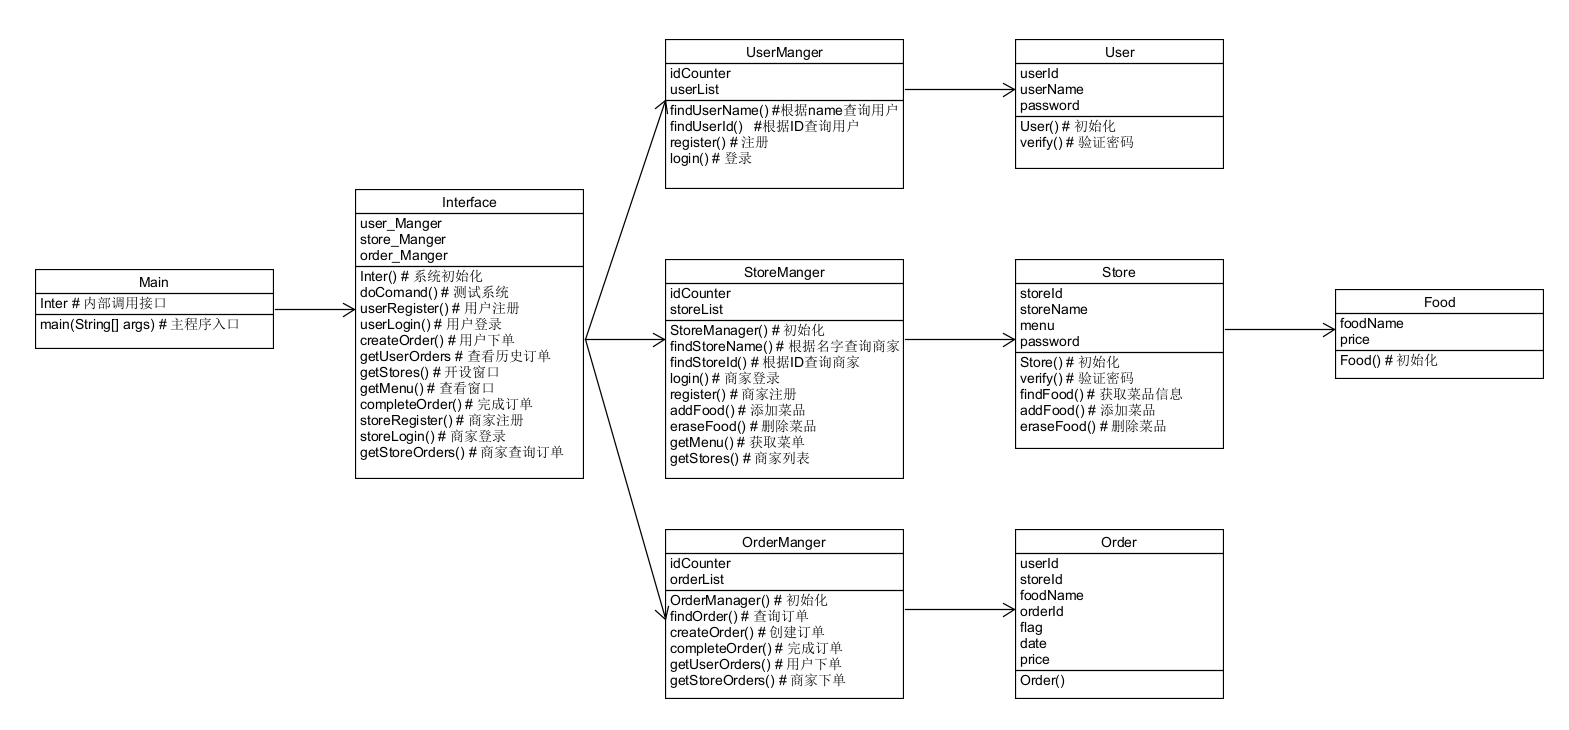 Main
Inter # 内部调用接口
main(String[] args) # 主程序入口
Interface
user_Manger
store_Manger
order_Manger
Inter() # 系统初始化
doComand() # 测试系统
userRegister() # 用户注册
userLogin() # 用户登录
createOrder() # 用户下单
getUserOrders # 查看历史订单
getStores() # 开设窗口
getMenu() # 查看窗口
completeOrder() # 完成订单
storeRegister() # 商家注册
storeLogin() # 商家登录
getStoreOrders() # 商家查询订单
UserManger
idCounter
userList
findUserName() #根据name查询用户
findUserId() #根据ID查询用户
register() # 注册
login() # 登录
User
userId
userName
password
User() # 初始化
verify() # 验证密码
StoreManger
idCounter
storeList
StoreManager() # 初始化
findStoreName() # 根据名字查询商家
findStoreId() # 根据ID查询商家
login() # 商家登录
register() # 商家注册
addFood() # 添加菜品
eraseFood() # 删除菜品
getMenu() # 获取菜单
getStores() # 商家列表
Store
storeId
storeName
menu
password
Store() # 初始化
verify() # 验证密码
findFood() # 获取菜品信息
addFood() # 添加菜品
eraseFood() # 删除菜品
Food
foodName
price
Food() # 初始化
OrderManger
idCounter
orderList
OrderManager() # 初始化
findOrder() # 查询订单
createOrder() # 创建订单
completeOrder() # 完成订单
getUserOrders() # 用户下单
getStoreOrders() # 商家下单
Order
userId
storeId
foodName
orderId
flag
date
price
Order()